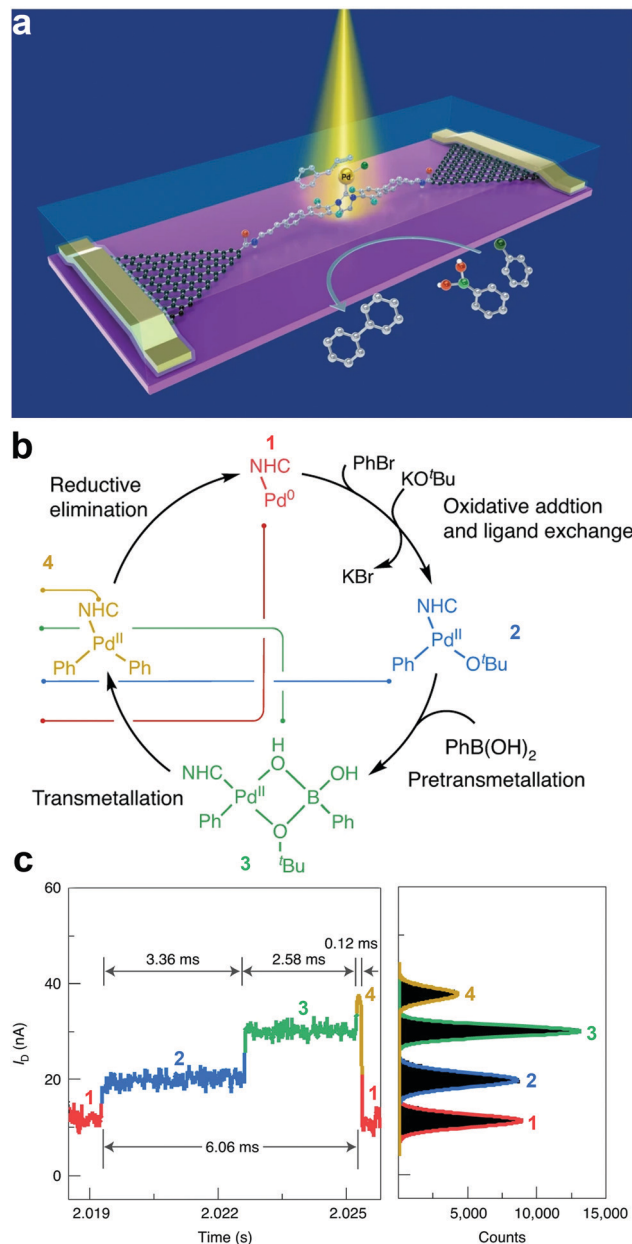 a
Pd
b
1
NHC
Pd⁰
PhBr
KOᵗBu
KBr
Oxidative addtion
and ligand exchange
Reductive
elimination
4
NHC
Pdᴵᴵ
Ph Ph
NHC
Pdᴵᴵ
2
Ph OᵗBu
PhB(OH)₂
Pretransmetallation
Transmetallation
H
NHC O OH
Pdᴵᴵ B
Ph O Ph
3 ᵗBu
c
60
40
20
0
I_D (nA)
0.12 ms
3.36 ms 2.58 ms
4
3
2
1
1
6.06 ms
2.019 2.022 2.025
Time (s)
4
3
2
1
5,000 10,000 15,000
Counts